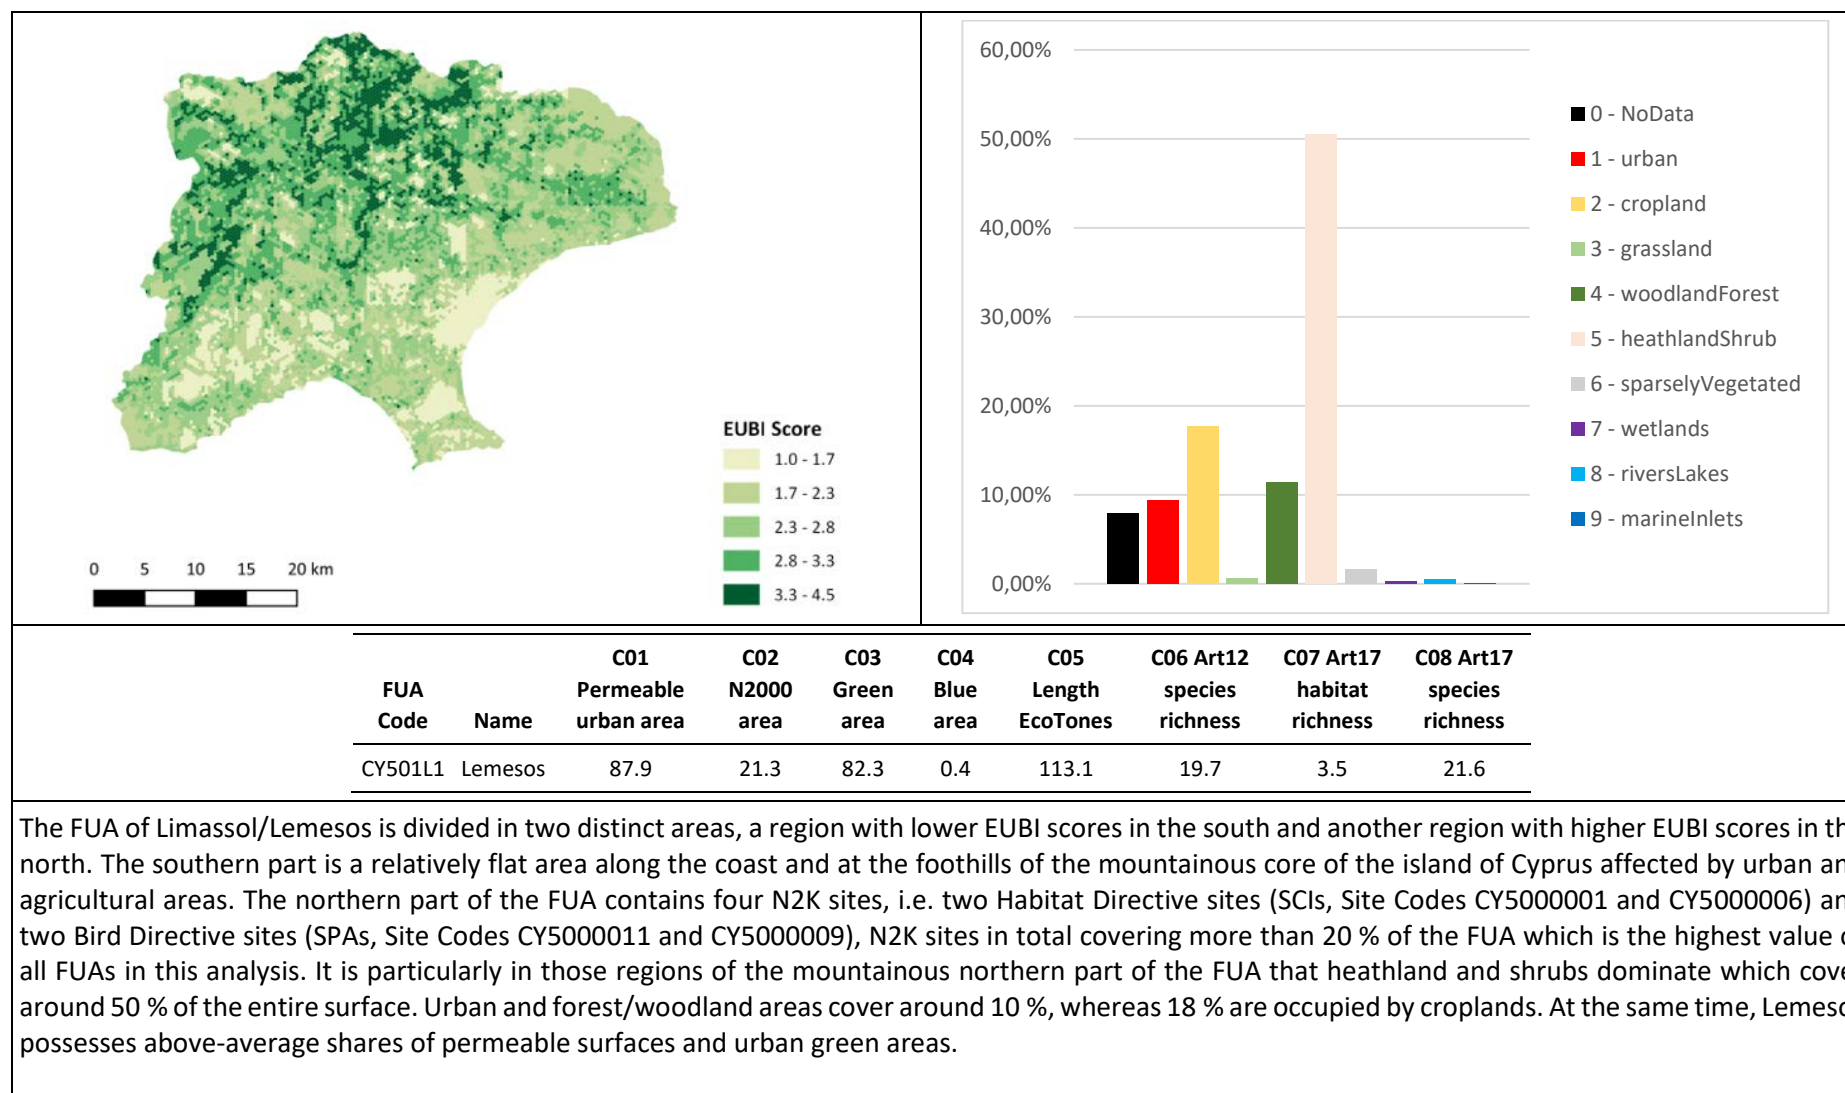 EUBI Score
1.0 - 1.7
1.7 - 2.3
2.3 - 2.8
2.8 - 3.3
3.3 - 4.5
0 5 10 15 20 km
60,00%
50,00%
40,00%
30,00%
20,00%
10,00%
0,00%
0 - NoData
1 - urban
2 - cropland
3 - grassland
4 - woodlandForest
5 - heathlandShrub
6 - sparselyVegetated
7 - wetlands
8 - riversLakes
9 - marineInlets
C01 C02 C03 C04 C05 C06 Art12 C07 Art17 C08 Art17
FUA Permeable N2000 Green Blue Length species habitat species
Code Name urban area area area area EcoTones richness richness richness
CY501L1 Lemesos 87.9 21.3 82.3 0.4 113.1 19.7 3.5 21.6
The FUA of Limassol/Lemesos is divided in two distinct areas, a region with lower EUBI scores in the south and another region with higher EUBI scores in th
north. The southern part is a relatively flat area along the coast and at the foothills of the mountainous core of the island of Cyprus affected by urban an
agricultural areas. The northern part of the FUA contains four N2K sites, i.e. two Habitat Directive sites (SCIs, Site Codes CY5000001 and CY5000006) an
two Bird Directive sites (SPAs, Site Codes CY5000011 and CY5000009), N2K sites in total covering more than 20 % of the FUA which is the highest value o
all FUAs in this analysis. It is particularly in those regions of the mountainous northern part of the FUA that heathland and shrubs dominate which cove
around 50 % of the entire surface. Urban and forest/woodland areas cover around 10 %, whereas 18 % are occupied by croplands. At the same time, Lemeso
possesses above-average shares of permeable surfaces and urban green areas.